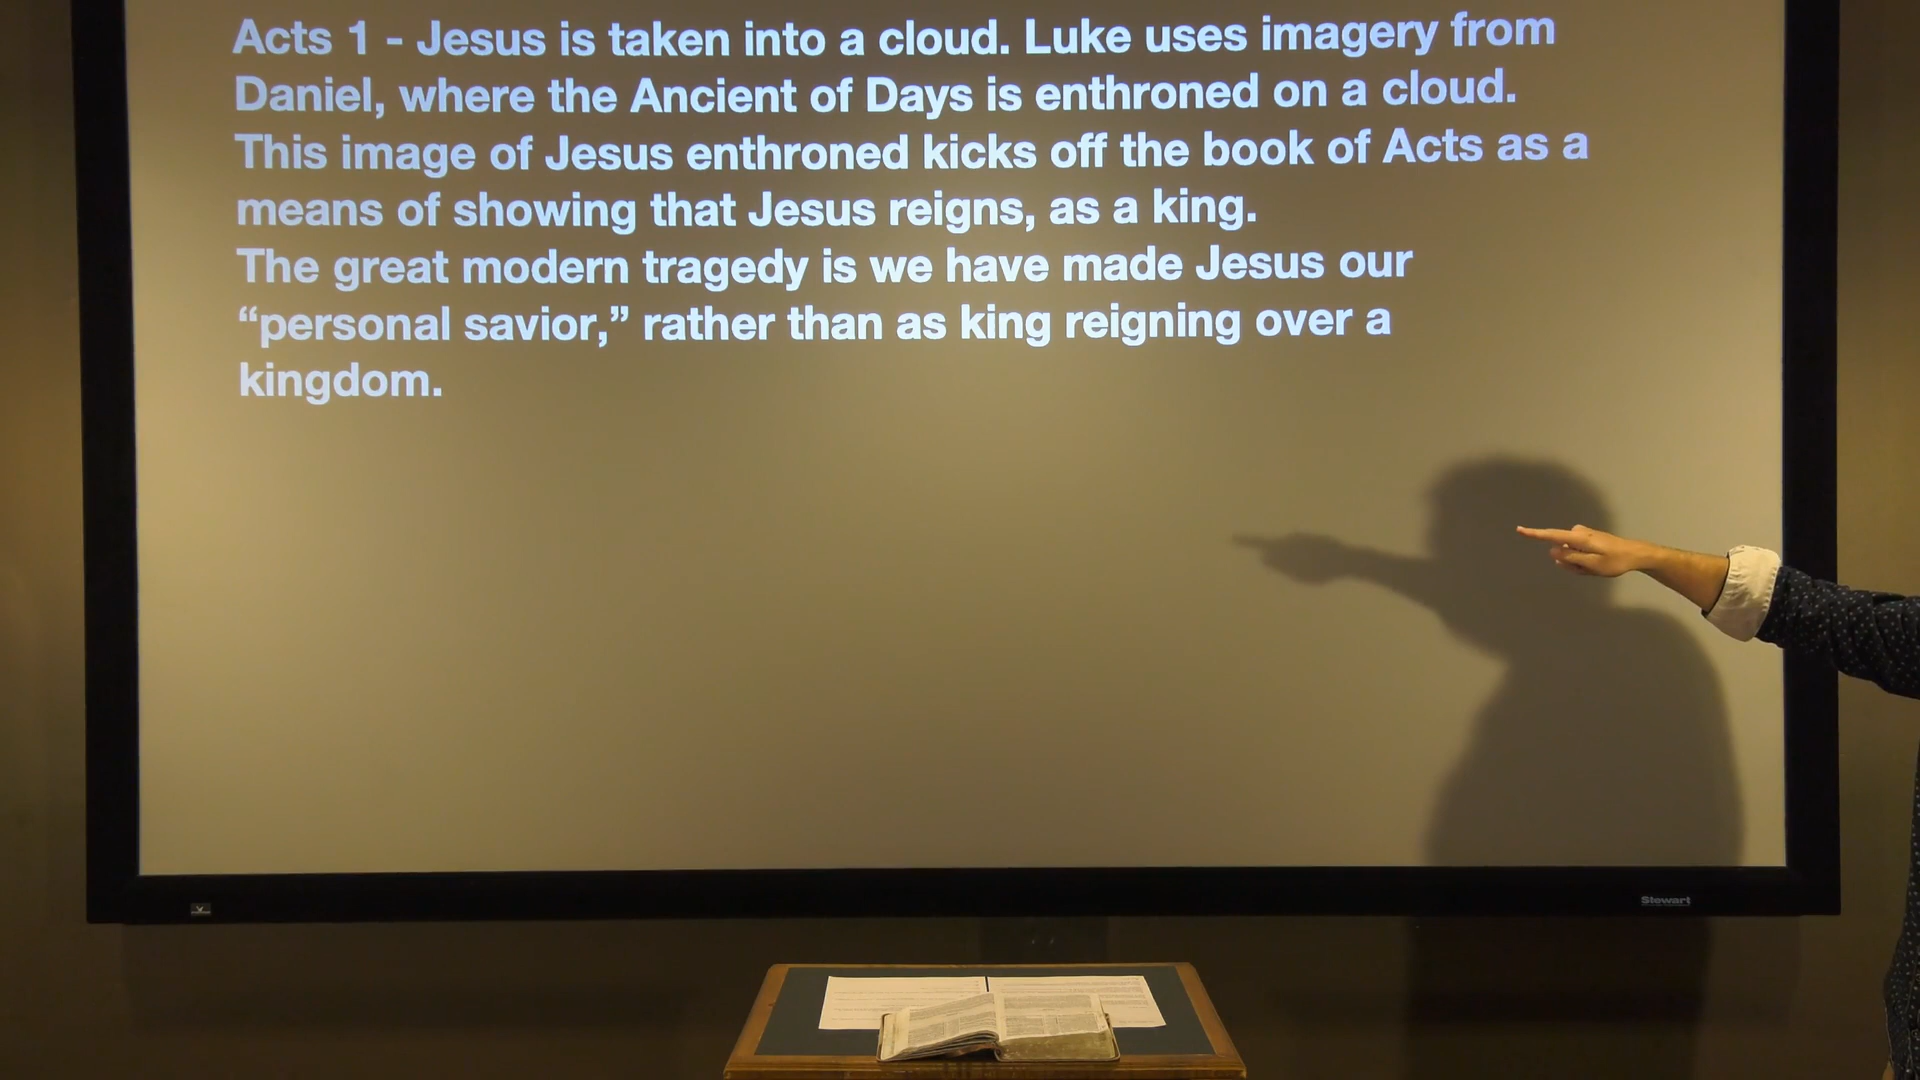 Acts 1 - Jesus is taken into a cloud. Luke uses imagery from
Daniel, where the Ancient of Days is enthroned on a cloud.
This image of Jesus enthroned kicks off the book of Acts as a
means of showing that Jesus reigns, as a king.
The great modern tragedy is we have made Jesus our
“personal savior,” rather than as king reigning over a
kingdom.
Stewart